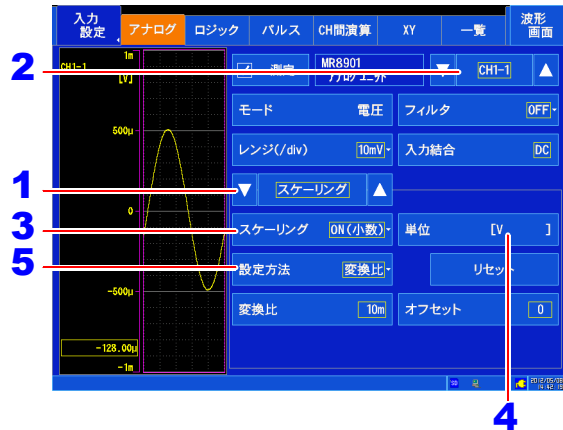 入力
設定
アナログ
ロジック
パルス
CH間演算
XY
一覧
波形
画面
CH1-1
[V]
1m
500μ
0
-500μ
-128.00μ
-1m
測定
MR8901
アナログユニット
CH1-1
モード 電圧
フィルタ OFF
レンジ(/div) 10mV
入力結合 DC
スケーリング
スケーリング ON(小数)
単位 [V ]
設定方法 変換比
リセット
変換比 10m
オフセット 0
2
1
3
5
4
SD